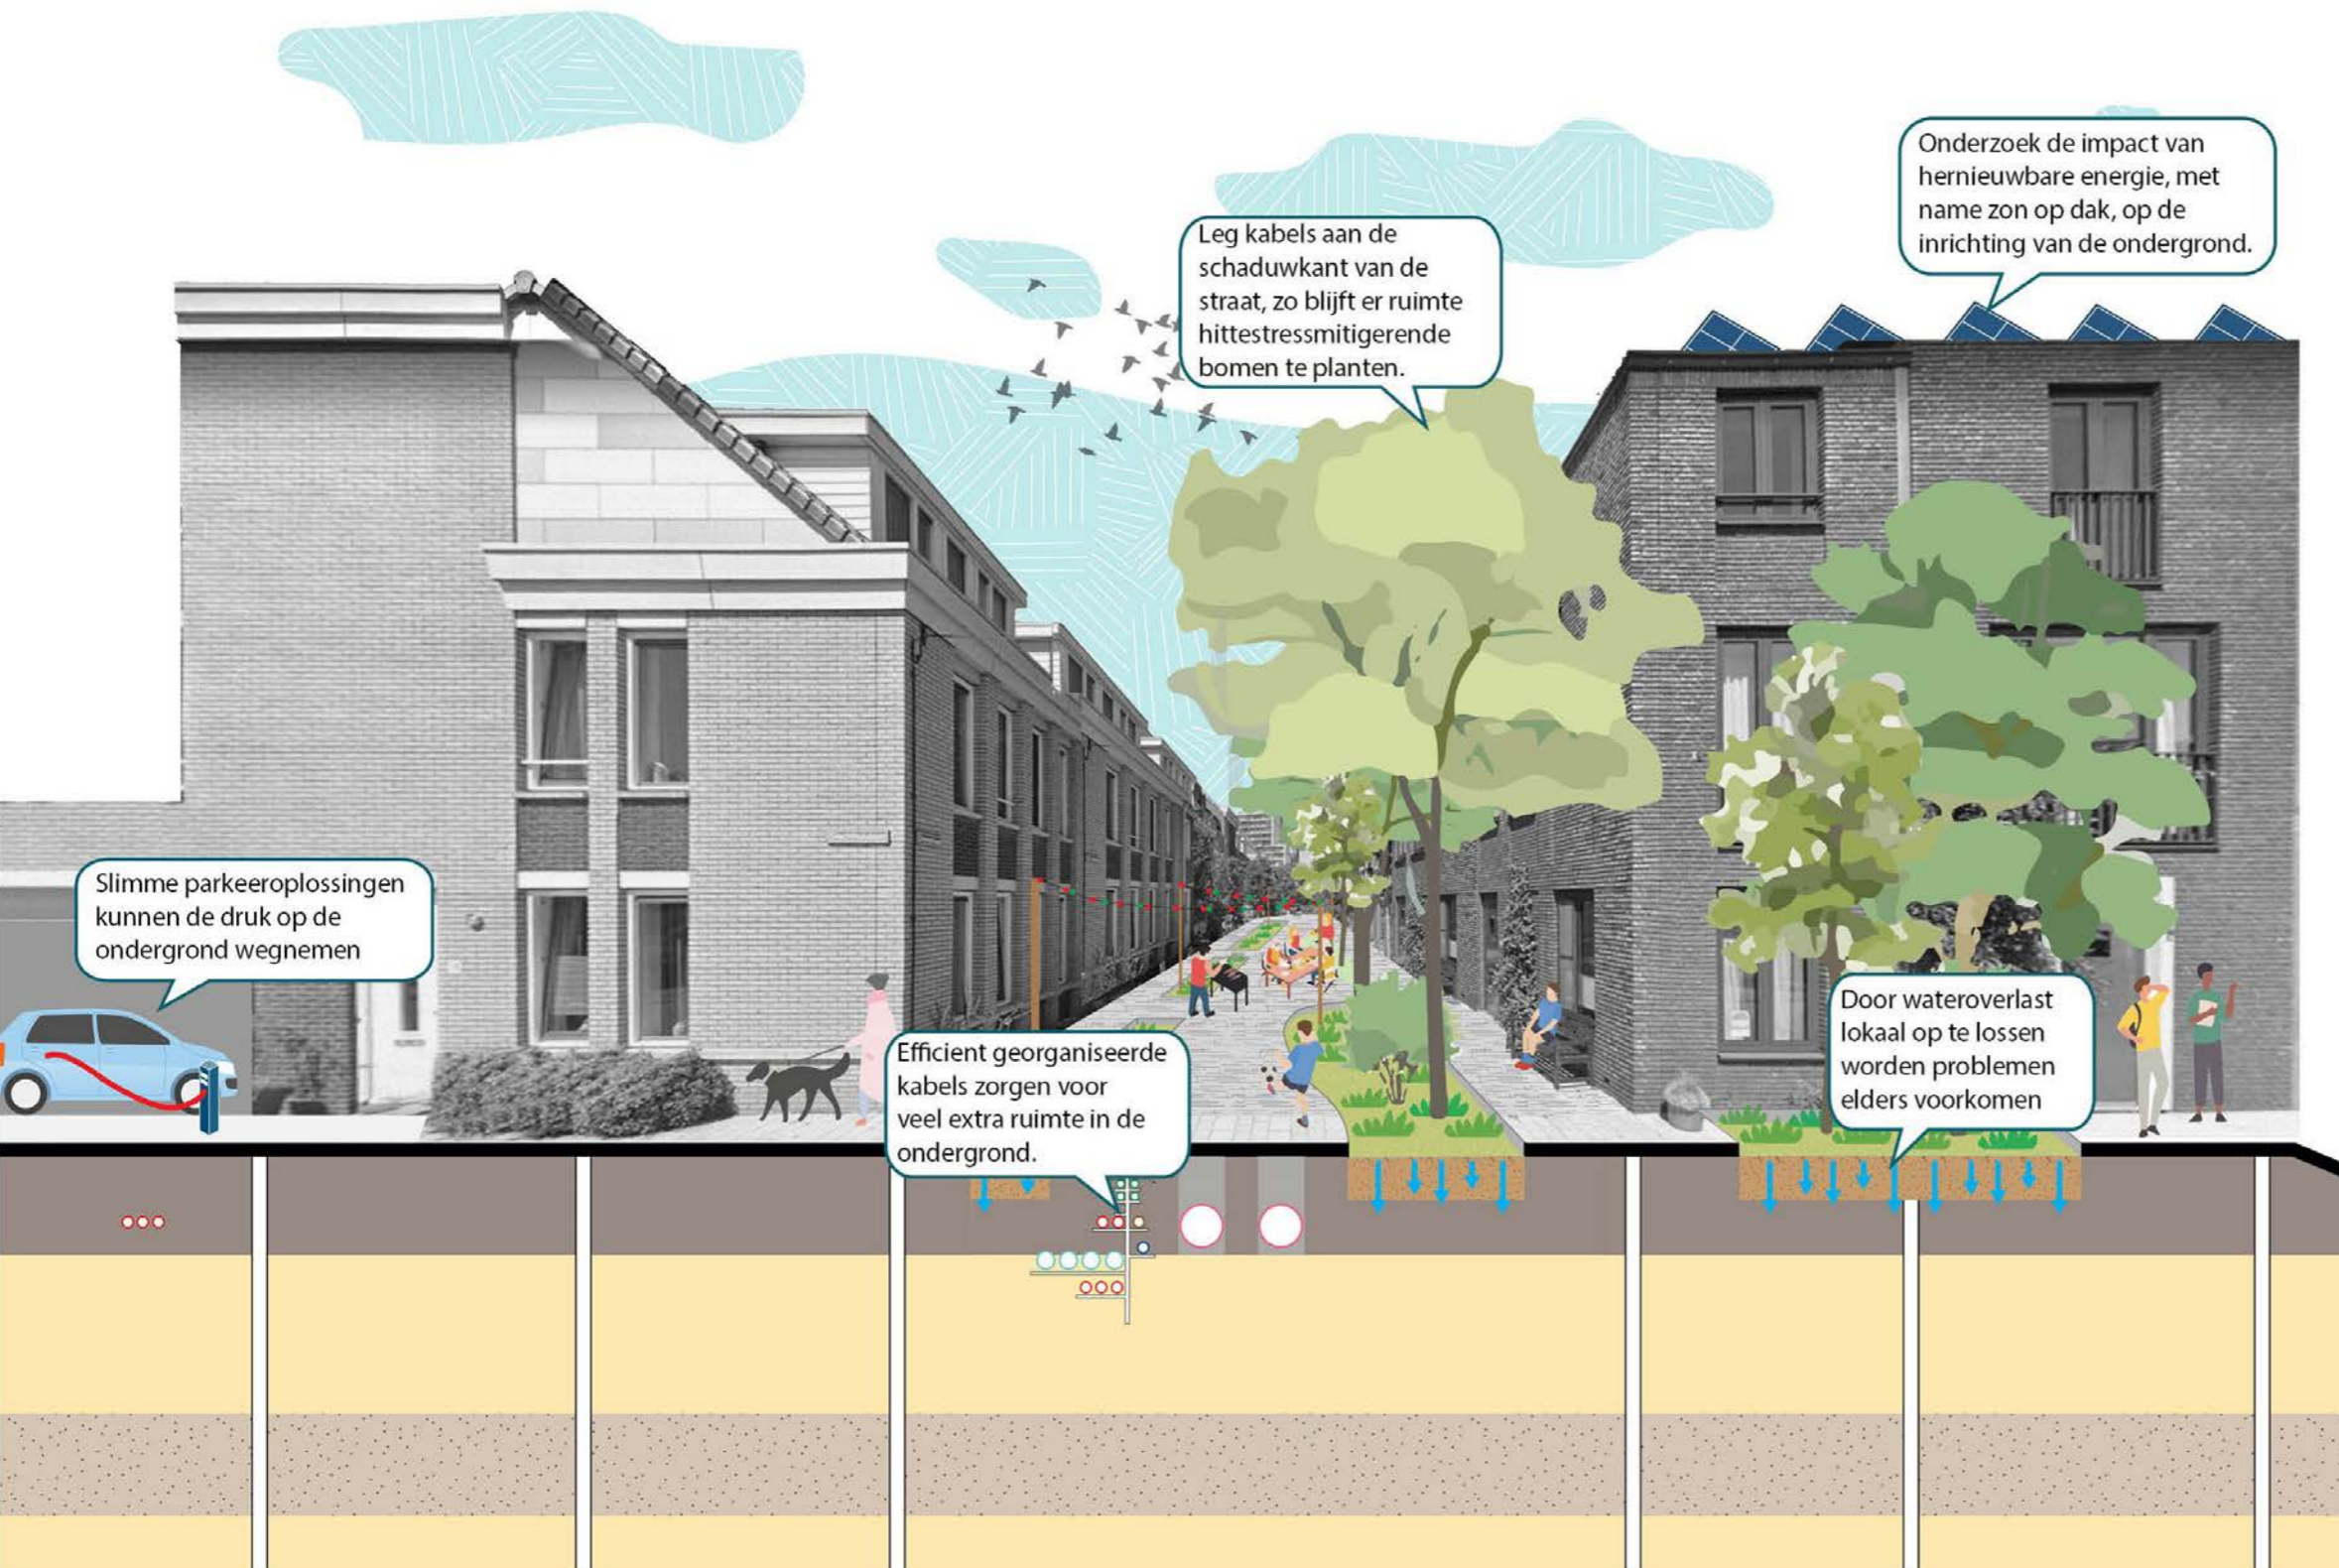 Onderzoek de impact van
hernieuwbare energie, met
name zon op dak, op de
inrichting van de ondergrond.
Leg kabels aan de
schaduwkant van de
straat, zo blijft er ruimte
hittestressmitigerende
bomen te planten.
Slimme parkeeroplossingen
kunnen de druk op de
ondergrond wegnemen
Efficient georganiseerde
kabels zorgen voor
veel extra ruimte in de
ondergrond.
Door wateroverlast
lokaal op te lossen
worden problemen
elders voorkomen